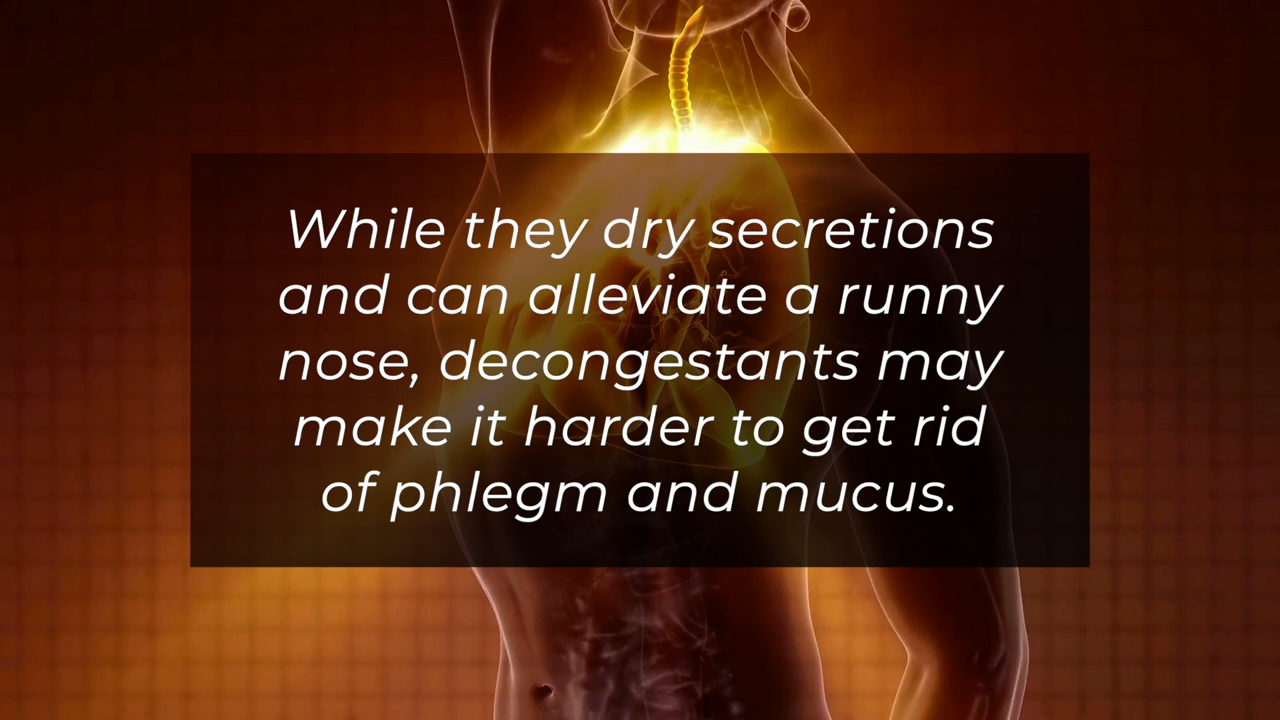 While they dry secretions
and can alleviate a runny
nose, decongestants may
make it harder to get rid
of phlegm and mucus.